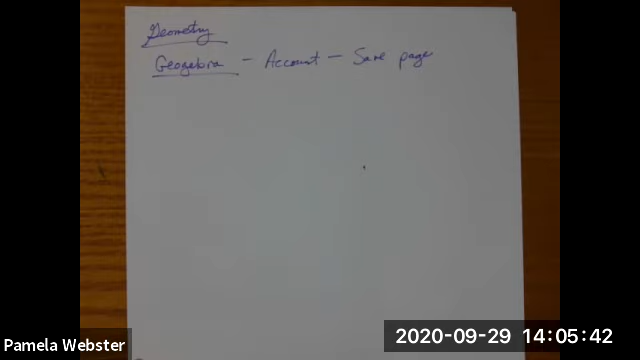 Geometry
Geogebra - Account - Save page
Pamela Webster
2020-09-29 14:05:42